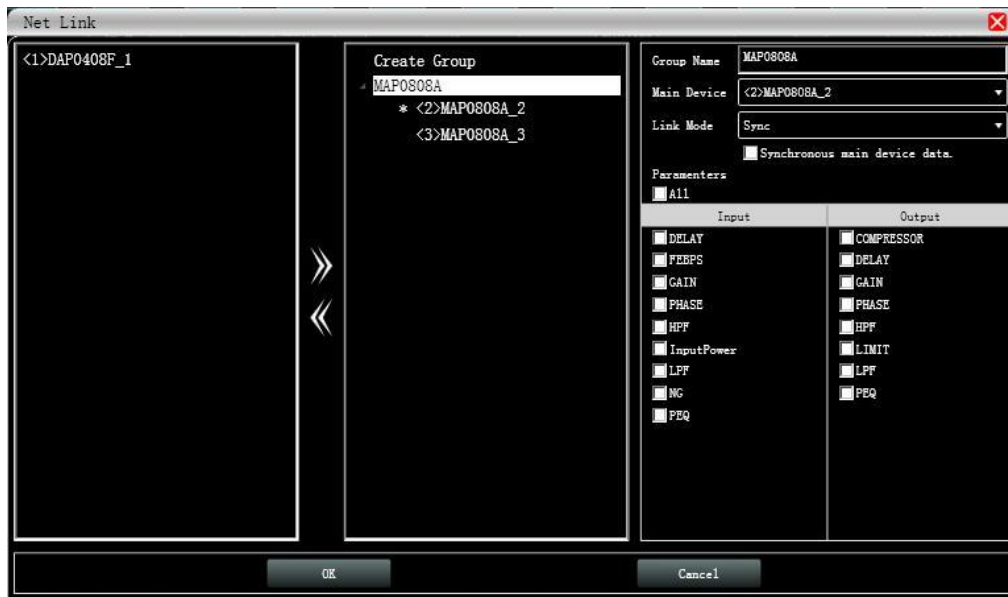 Net Link
<1>DAP0408F_1
Create Group
MAP0808A
* <2>MAP0808A_2
<3>MAP0808A_3
Group Name MAP0808A
Main Device <2>MAP0808A_2
Link Mode Sync
Synchronous main device data.
Paramenters
All
Input Output
DELAY COMPRESSOR
FEBPS DELAY
GAIN GAIN
PHASE PHASE
HPF HPF
InputPower LIMIT
LPF LPF
NG PEQ
PEQ
OK Cancel